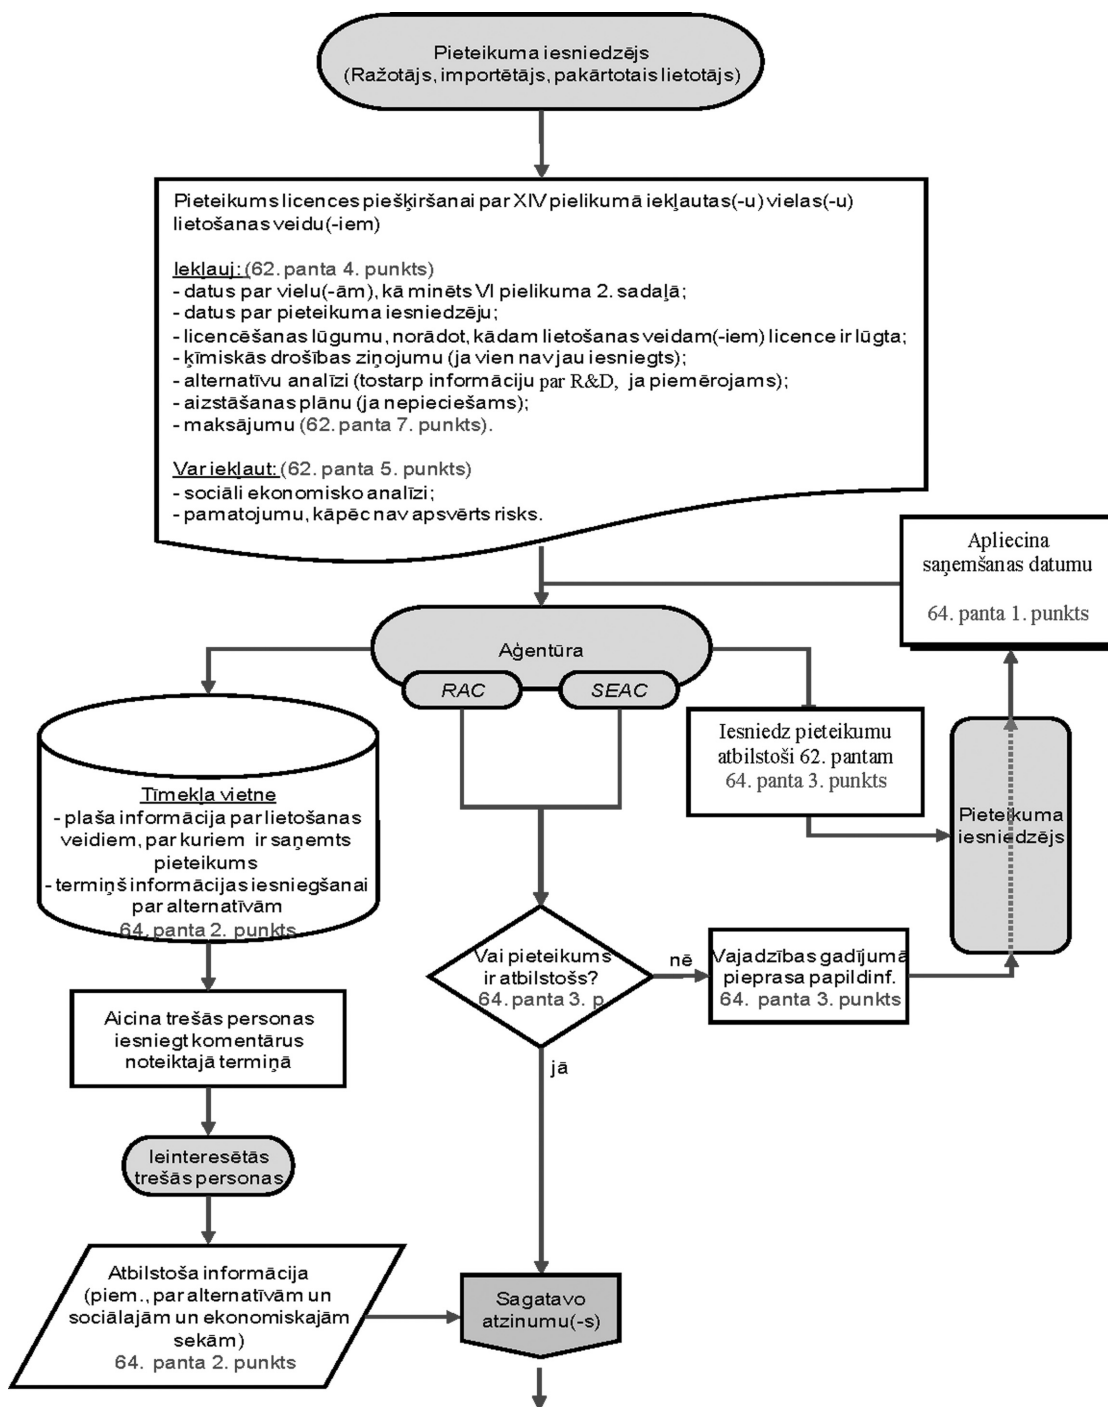 Pieteikuma iesniedzējs
(Ražotājs, importētājs, pakārtotais lietotājs)
Pieteikums licences piešķiršanai par XIV pielikumā iekļautas(-u) vielas(-u)
lietošanas veidu(-iem)
Iekļauj: (62. panta 4. punkts)
- datus par vielu(-ām), kā minēts VI pielikuma 2. sadaļā;
- datus par pieteikuma iesniedzēju;
- licencēšanas lūgumu, norādot, kādam lietošanas veidam(-iem) licence ir lūgta;
- ķīmiskās drošības ziņojumu (ja vien nav jau iesniegts);
- alternatīvu analīzi (tostarp informāciju par R&D, ja piemērojams);
- aizstāšanas plānu (ja nepieciešams);
- maksājumu (62. panta 7. punkts).
Var iekļaut: (62. panta 5. punkts)
- sociāli ekonomisko analīzi;
- pamatojumu, kāpēc nav apsvērts risks.
Apliecina
saņemšanas datumu
64. panta 1. punkts
Aģentūra
RAC
SEAC
Iesniedz pieteikumu
atbilstoši 62. pantam
64. panta 3. punkts
Pieteikuma
iesniedzējs
Tīmekļa vietne
- plaša informācija par lietošanas
veidiem, par kuriem ir saņemts
pieteikums
- termiņš informācijas iesniegšanai
par alternatīvām
64. panta 2. punkts
Vai pieteikums
ir atbilstošs?
64. panta 3. p.
nē
Vajadzības gadījumā
pieprasa papildinf.
64. panta 3. punkts
jā
Aicina trešās personas
iesniegt komentārus
noteiktajā termiņā
Ieinteresētās
trešās personas
Atbilstoša informācija
(piem., par alternatīvām un
sociālajām un ekonomiskajām
sekām)
64. panta 2. punkts
Sagatavo
atzinumu(-s)